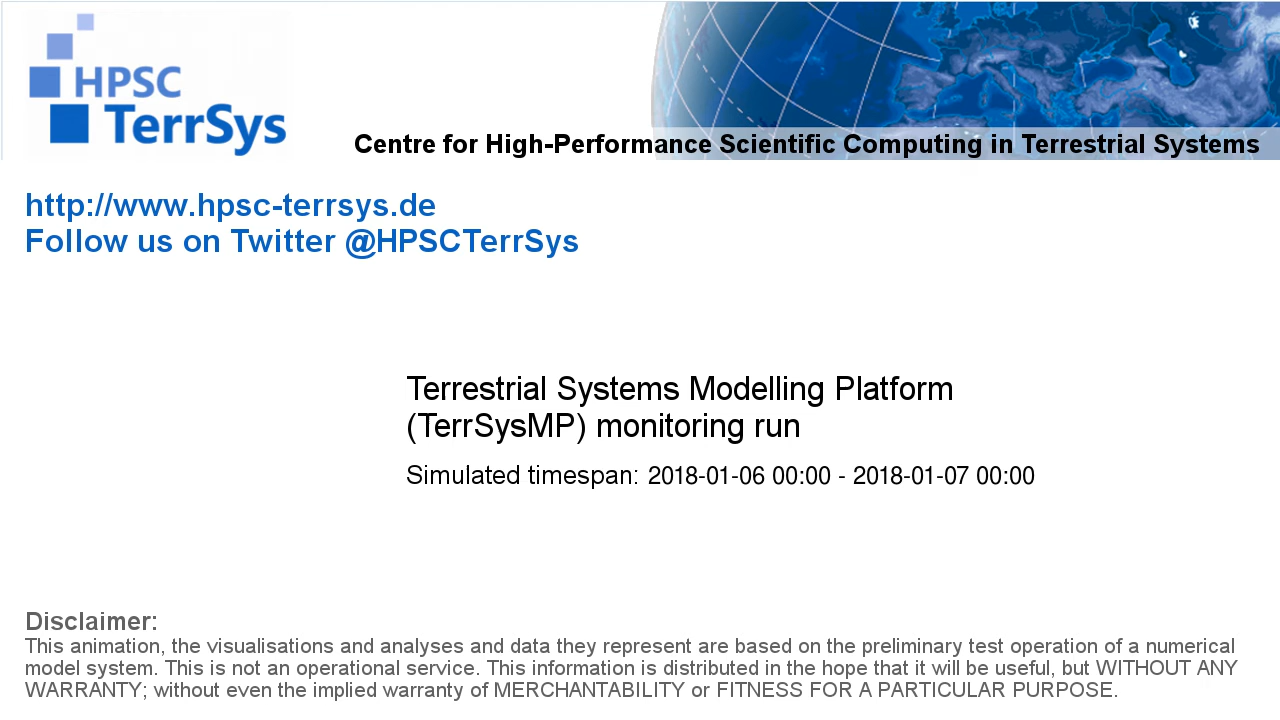 HPSC
TerrSys
Centre for High-Performance Scientific Computing in Terrestrial Systems
http://www.hpsc-terrsys.de
Follow us on Twitter @HPSCTerrSys
Terrestrial Systems Modelling Platform
(TerrSysMP) monitoring run
Simulated timespan: 2018-01-06 00:00 - 2018-01-07 00:00
Disclaimer:
This animation, the visualisations and analyses and data they represent are based on the preliminary test operation of a numerical
model system. This is not an operational service. This information is distributed in the hope that it will be useful, but WITHOUT ANY
WARRANTY; without even the implied warranty of MERCHANTABILITY or FITNESS FOR A PARTICULAR PURPOSE.